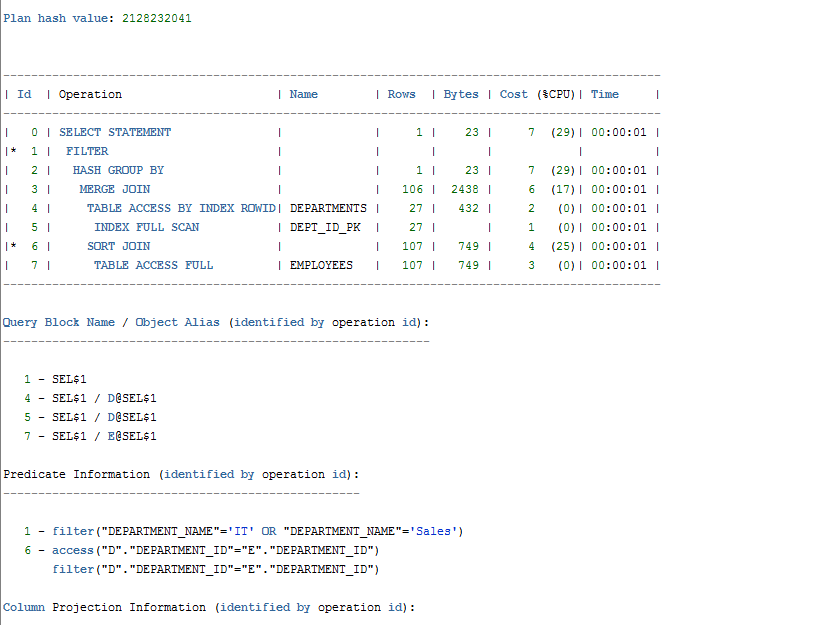 Plan hash value: 2128232041
---------------------------------------------------------------------------------------------
| Id | Operation | Name | Rows | Bytes | Cost (%CPU)| Time |
---------------------------------------------------------------------------------------------
| 0 | SELECT STATEMENT | | 1 | 23 | 7 (29)| 00:00:01 |
|* 1 | FILTER | | | | | |
| 2 | HASH GROUP BY | | 1 | 23 | 7 (29)| 00:00:01 |
| 3 | MERGE JOIN | | 106 | 2438 | 6 (17)| 00:00:01 |
| 4 | TABLE ACCESS BY INDEX ROWID| DEPARTMENTS | 27 | 432 | 2 (0)| 00:00:01 |
| 5 | INDEX FULL SCAN | DEPT_ID_PK | 27 | | 1 (0)| 00:00:01 |
|* 6 | SORT JOIN | | 107 | 749 | 4 (25)| 00:00:01 |
| 7 | TABLE ACCESS FULL | EMPLOYEES | 107 | 749 | 3 (0)| 00:00:01 |
---------------------------------------------------------------------------------------------
Query Block Name / Object Alias (identified by operation id):
-------------------------------------------------------------
1 - SEL$1
4 - SEL$1 / D@SEL$1
5 - SEL$1 / D@SEL$1
7 - SEL$1 / E@SEL$1
Predicate Information (identified by operation id):
---------------------------------------------------
1 - filter("DEPARTMENT_NAME"='IT' OR "DEPARTMENT_NAME"='Sales')
6 - access("D"."DEPARTMENT_ID"="E"."DEPARTMENT_ID")
filter("D"."DEPARTMENT_ID"="E"."DEPARTMENT_ID")
Column Projection Information (identified by operation id):